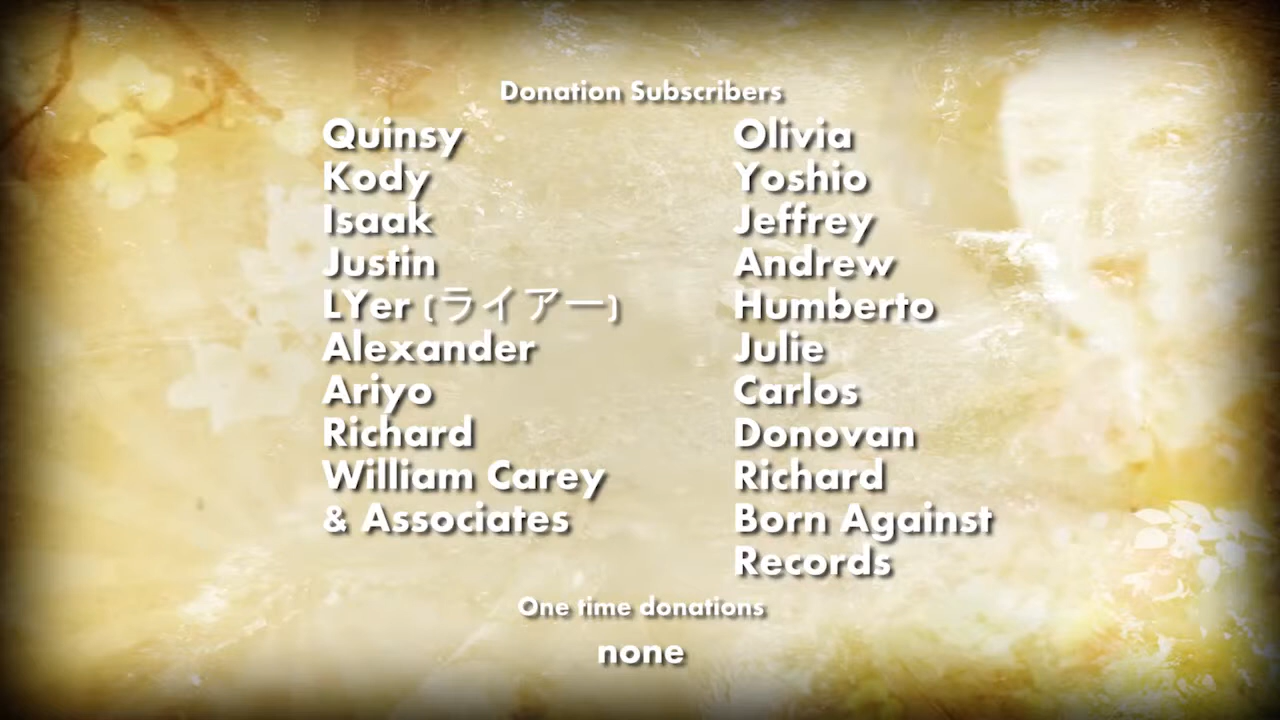 Donation Subscribers
Quinsy
Kody
Isaak
Justin
LYer (ライアー)
Alexander
Ariyo
Richard
William Carey
& Associates
Olivia
Yoshio
Jeffrey
Andrew
Humberto
Julie
Carlos
Donovan
Richard
Born Against
Records
One time donations
none